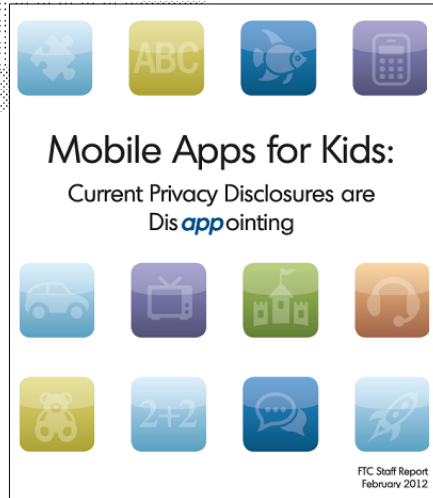 ABC
Mobile Apps for Kids:
Current Privacy Disclosures are
Disappointing
2+2
FTC Staff Report
February 2012